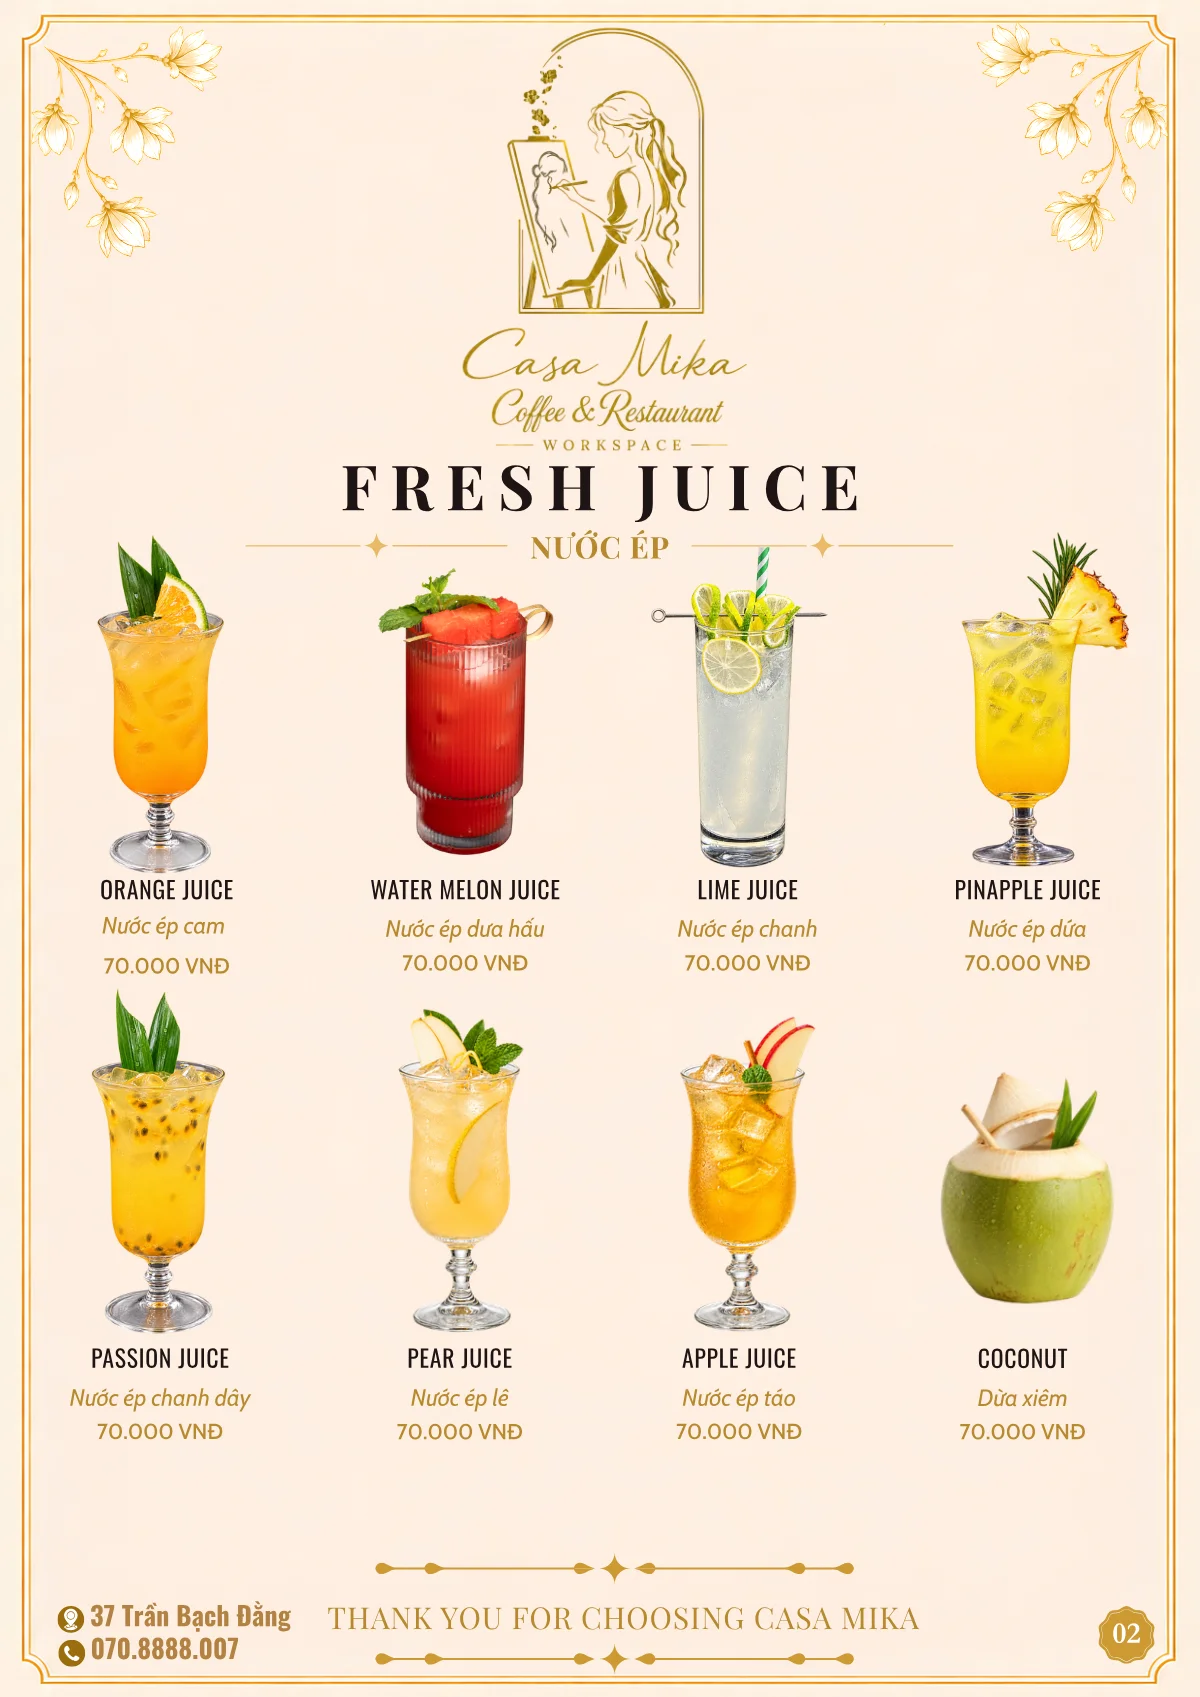 Casa Mika
Coffee & Restaurant
WORKSPACE
FRESH JUICE
NƯỚC ÉP
ORANGE JUICE
Nước ép cam
70.000 VNĐ
WATER MELON JUICE
Nước ép dưa hấu
70.000 VNĐ
LIME JUICE
Nước ép chanh
70.000 VNĐ
PINAPPLE JUICE
Nước ép dứa
70.000 VNĐ
PASSION JUICE
Nước ép chanh dây
70.000 VNĐ
PEAR JUICE
Nước ép lê
70.000 VNĐ
APPLE JUICE
Nước ép táo
70.000 VNĐ
COCONUT
Dừa xiêm
70.000 VNĐ
37 Trần Bạch Đằng
070.8888.007
THANK YOU FOR CHOOSING CASA MIKA
02